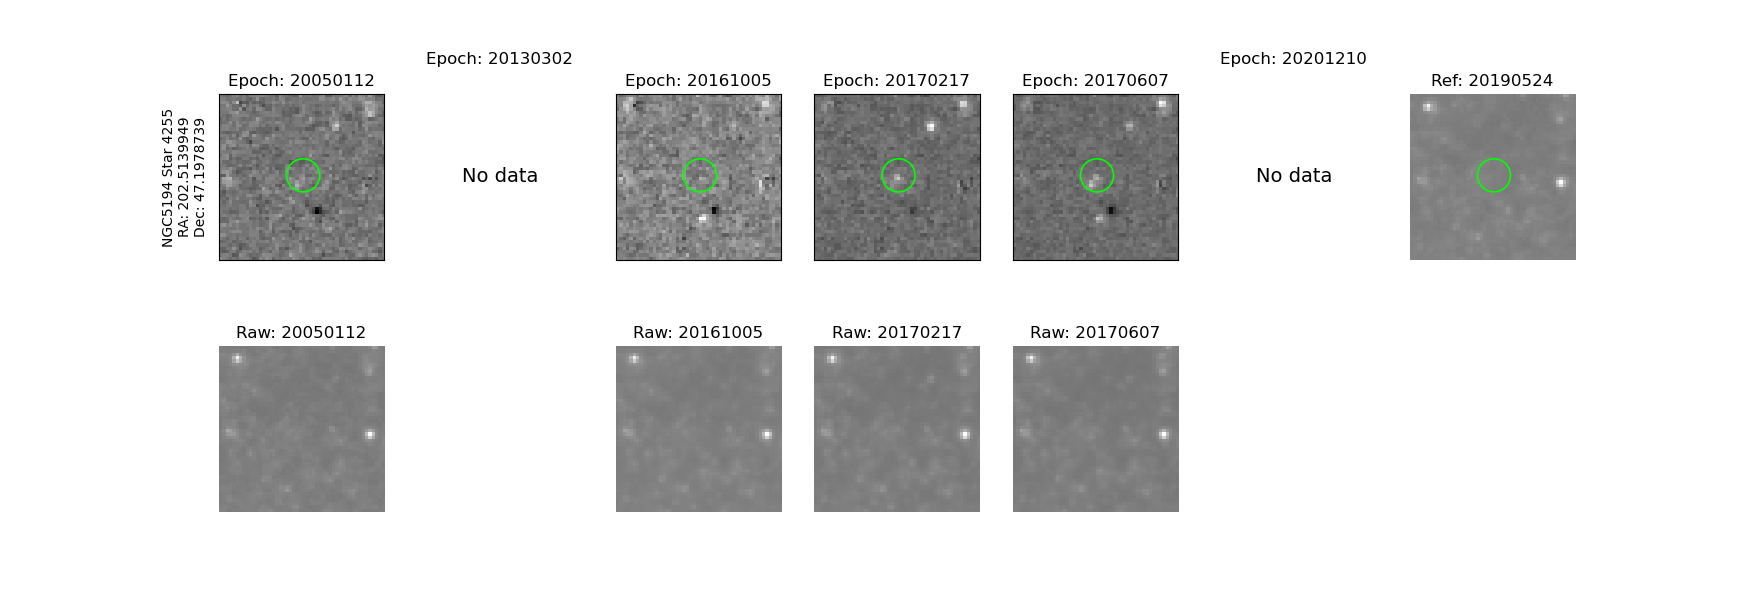 Epoch: 20130302
Epoch: 20201210
Epoch: 20050112
Epoch: 20161005
Epoch: 20170217
Epoch: 20170607
Ref: 20190524
NGC5194 Star 4255
RA: 202.5139949
Dec: 47.1978739
No data
No data
Raw: 20050112
Raw: 20161005
Raw: 20170217
Raw: 20170607